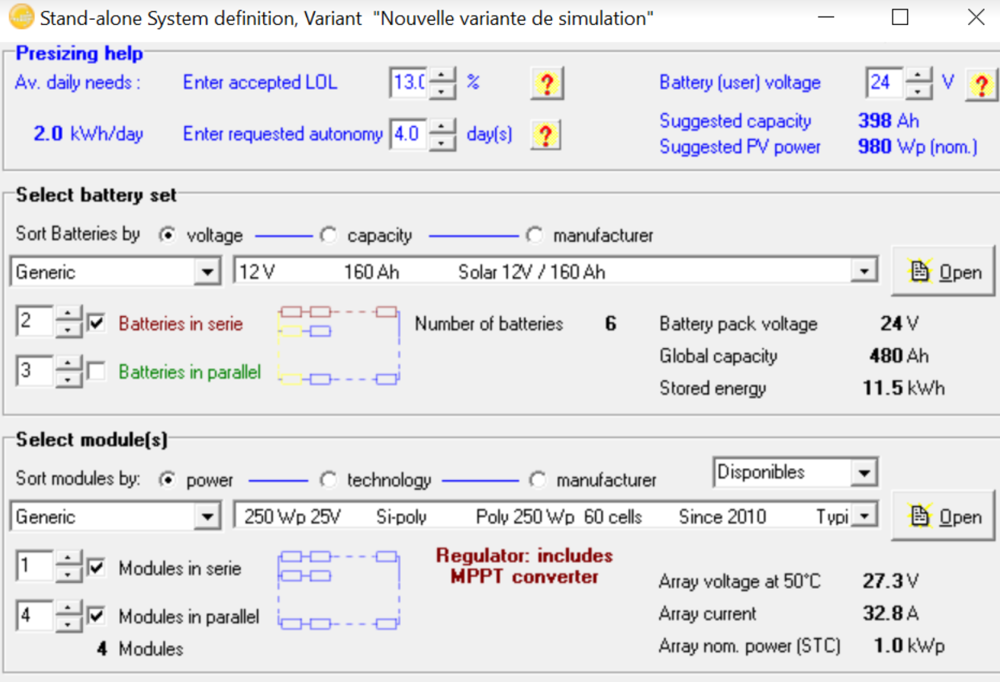 Stand-alone System definition, Variant "Nouvelle variante de simulation"
Presizing help
Av. daily needs : Enter accepted LOL 13.0 % ? Battery (user) voltage 24 V ?
Suggested capacity 398 Ah
2.0 kWh/day Enter requested autonomy 4.0 day(s) ?
Suggested PV power 980 Wp (nom.)
Select battery set
Sort Batteries by voltage capacity manufacturer
Generic 12 V 160 Ah Solar 12V / 160 Ah Open
2 Batteries in serie Number of batteries 6 Battery pack voltage 24 V
Global capacity 480 Ah
3 Batteries in parallel
Stored energy 11.5 kWh
Select module(s)
Disponibles
Sort modules by: power technology manufacturer
Generic 250 Wp 25V Si-poly Poly 250 Wp 60 cells Since 2010 Typi Open
Regulator: includes
1 Modules in serie
MPPT converter
Array voltage at 50°C 27.3 V
4 Modules in parallel Array current 32.8 A
4 Modules Array nom. power (STC) 1.0 kWp